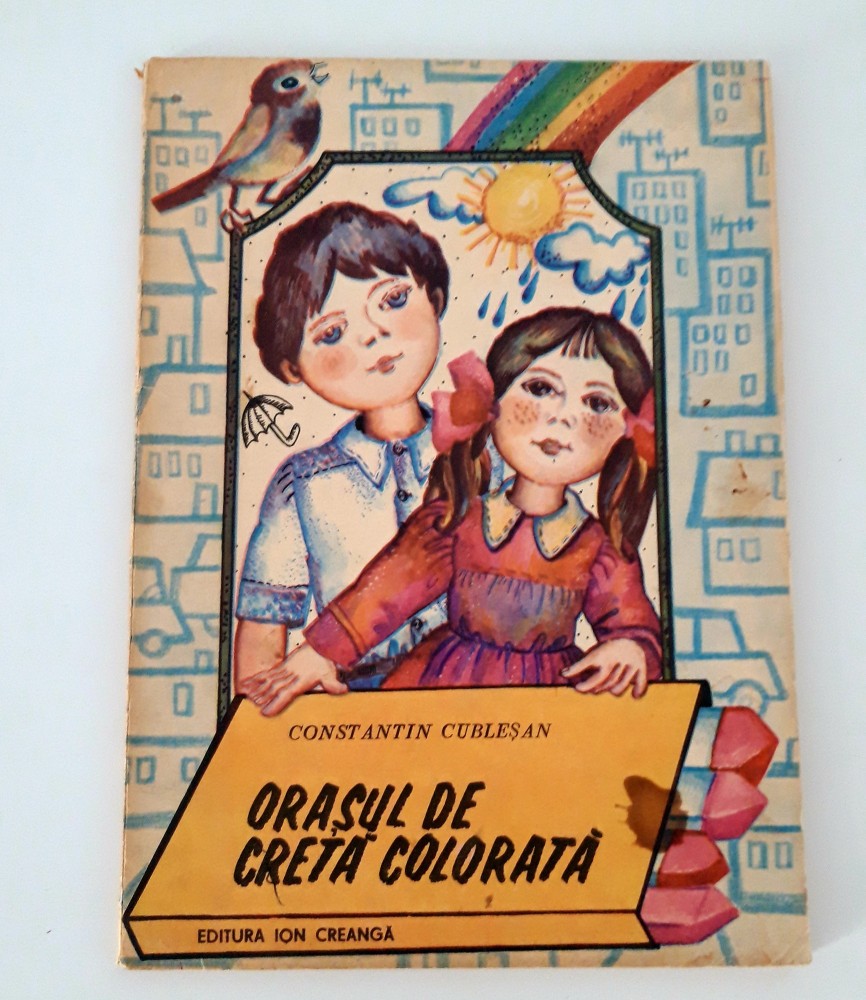 CONSTANTIN CUBLEȘAN
ORAȘUL DE
CRETĂ COLORATĂ
EDITURA ION CREANGĂ